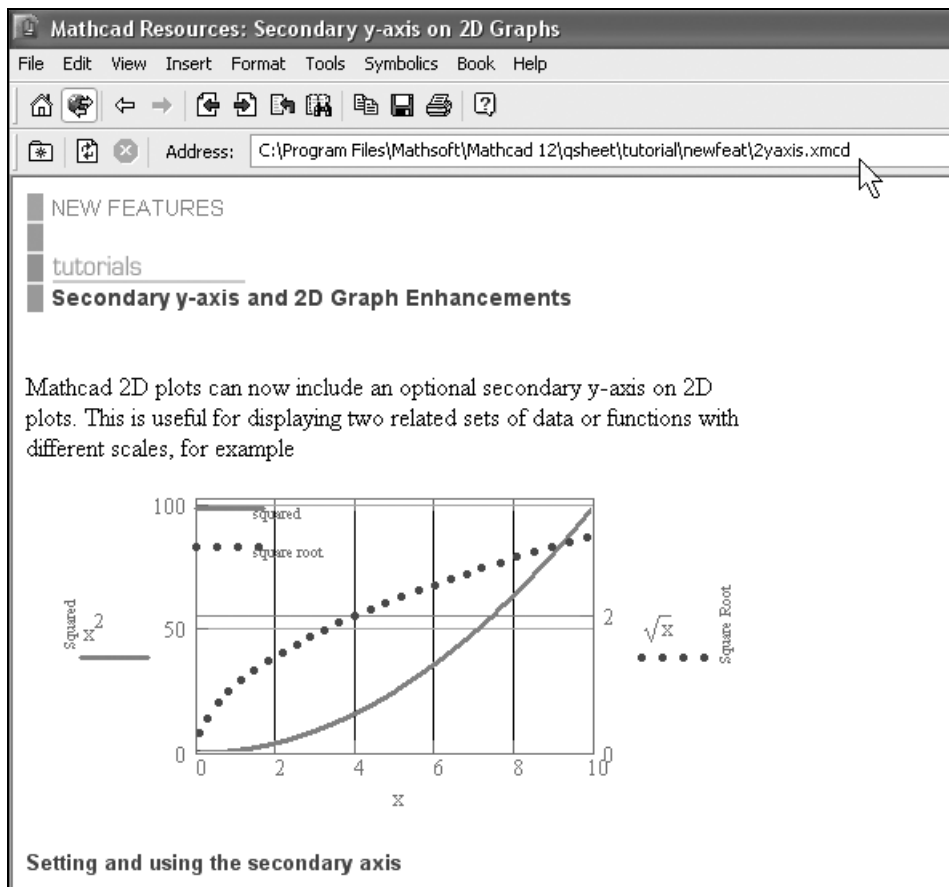 Mathcad Resources: Secondary y-axis on 2D Graphs
File Edit View Insert Format Tools Symbolics Book Help
Address: C:\Program Files\Mathsoft\Mathcad 12\qsheet\tutorial\newfeat\2yaxis.xmcd
NEW FEATURES
tutorials
Secondary y-axis and 2D Graph Enhancements
Mathcad 2D plots can now include an optional secondary y-axis on 2D
plots. This is useful for displaying two related sets of data or functions with
different scales, for example
100
squared
square root
Squared
x²
50
2
√x
Square Root
0
0
0 2 4 6 8 10
x
Setting and using the secondary axis